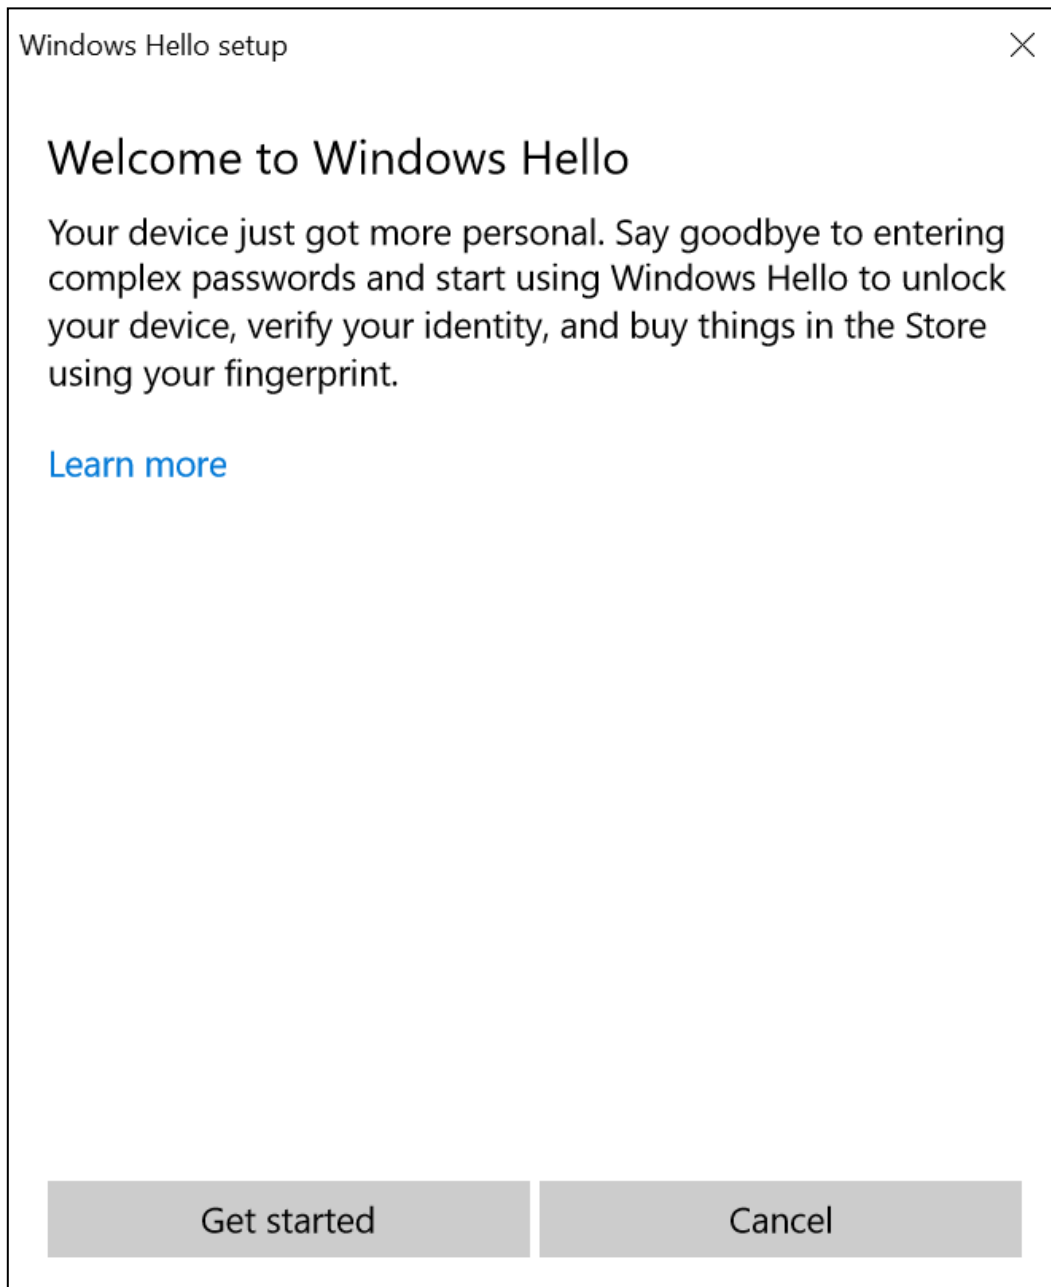 Windows Hello setup
Welcome to Windows Hello
Your device just got more personal. Say goodbye to entering
complex passwords and start using Windows Hello to unlock
your device, verify your identity, and buy things in the Store
using your fingerprint.
Learn more
Get started
Cancel